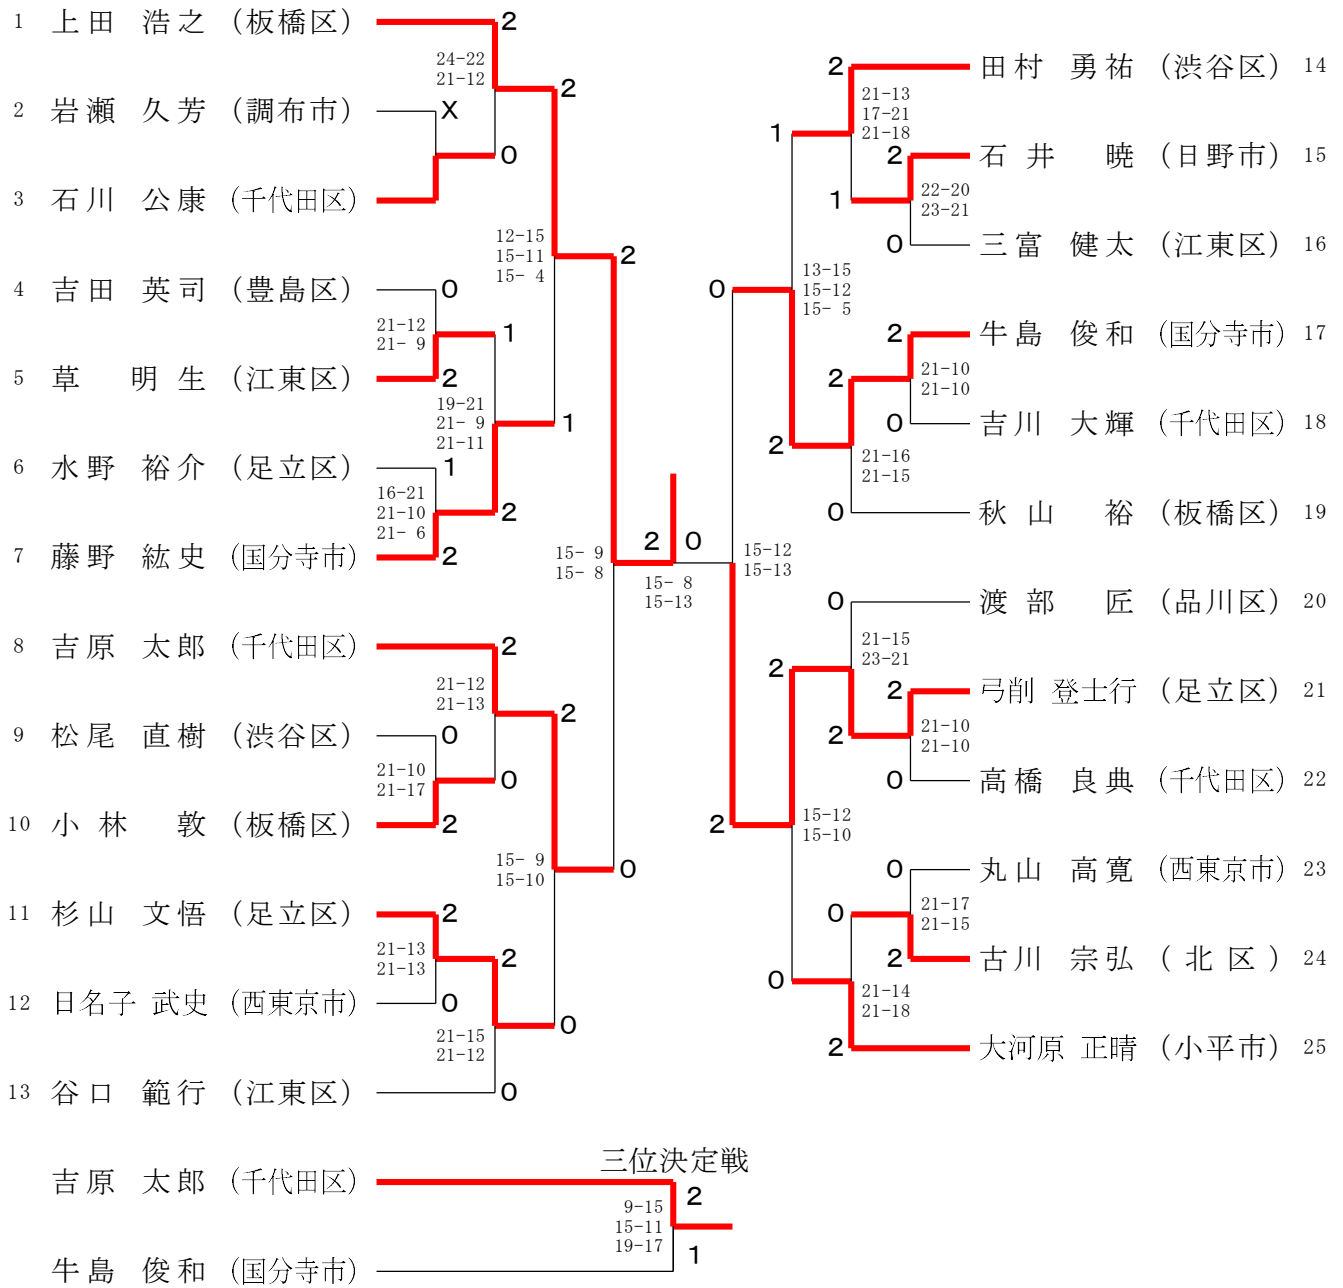 1 上田 浩之 (板橋区) 2
24-22
21-12
2 岩瀬 久芳 (調布市) X
2
0
3 石川 公康 (千代田区)
12-15
15-11
15- 4
2
4 吉田 英司 (豊島区) 0
21-12
21- 9
1
5 草 明生 (江東区) 2
19-21
21- 9
21-11
1
6 水野 裕介 (足立区) 1
16-21
21-10
21- 6
2
7 藤野 紘史 (国分寺市) 2
15- 9
15- 8
2 0
15- 8
15-13
8 吉原 太郎 (千代田区) 2
21-12
21-13
2
9 松尾 直樹 (渋谷区) 0
21-10
21-17
0
10 小林 敦 (板橋区) 2
15- 9
15-10
0
11 杉山 文悟 (足立区) 2
21-13
21-13
2
12 日名子 武史 (西東京市) 0
21-15
21-12
0
13 谷口 範行 (江東区) 0
2 田村 勇祐 (渋谷区) 14
21-13
17-21
21-18
1
2 石井 暁 (日野市) 15
1
22-20
23-21
0 三富 健太 (江東区) 16
13-15
15-12
15- 5
0
2 牛島 俊和 (国分寺市) 17
2
21-10
21-10
0 吉川 大輝 (千代田区) 18
2
21-16
21-15
0 秋山 裕 (板橋区) 19
15-12
15-13
0 渡部 匠 (品川区) 20
21-15
23-21
2
2 弓削 登士行 (足立区) 21
2
21-10
21-10
0 高橋 良典 (千代田区) 22
2
15-12
15-10
0 丸山 高寛 (西東京市) 23
0
21-17
21-15
2 古川 宗弘 (北区) 24
0
21-14
21-18
2 大河原 正晴 (小平市) 25
三位決定戦
吉原 太郎 (千代田区) 2
9-15
15-11
19-17
牛島 俊和 (国分寺市) 1